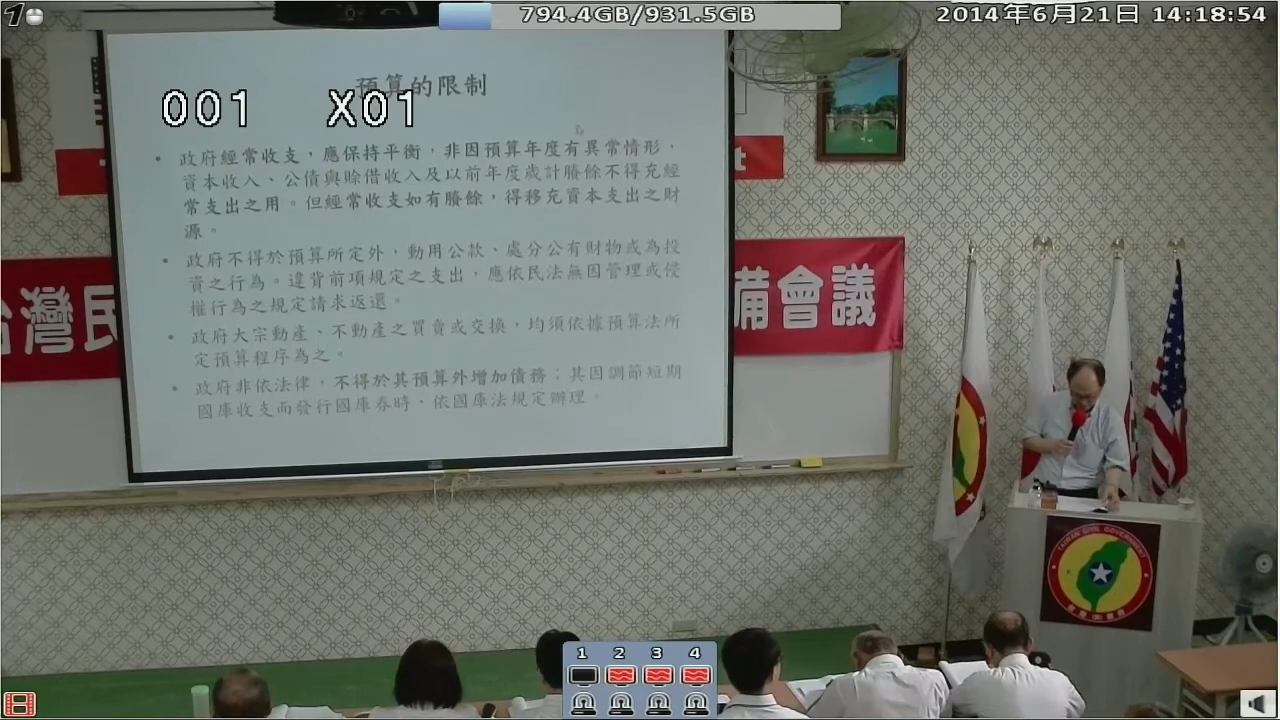 1
794.4GB/931.5GB
2014年6月21日 14:18:54
預算的限制
001 X01
• 政府經常收支，應保持平衡，非因預算年度有異常情形，
資本收入、公債與賒借收入及以前年度歲計賸餘不得充經
常支出之用。但經常收支如有賸餘，得移充資本支出之財
源。
• 政府不得於預算所定外，動用公款、處分公有財物或為投
資之行為。違背前項規定之支出，應依民法無因管理或侵
權行為之規定請求返還。
• 政府大宗動產、不動產之買賣或交換，均須依據預算法所
定預算程序為之。
• 政府非依法律，不得於其預算外增加債務；其因調節短期
國庫收支而發行國庫券時，依國庫法規定辦理。
t
台灣民
備會議
TAIWAN CIVIL GOVERNMENT
1 2 3 4